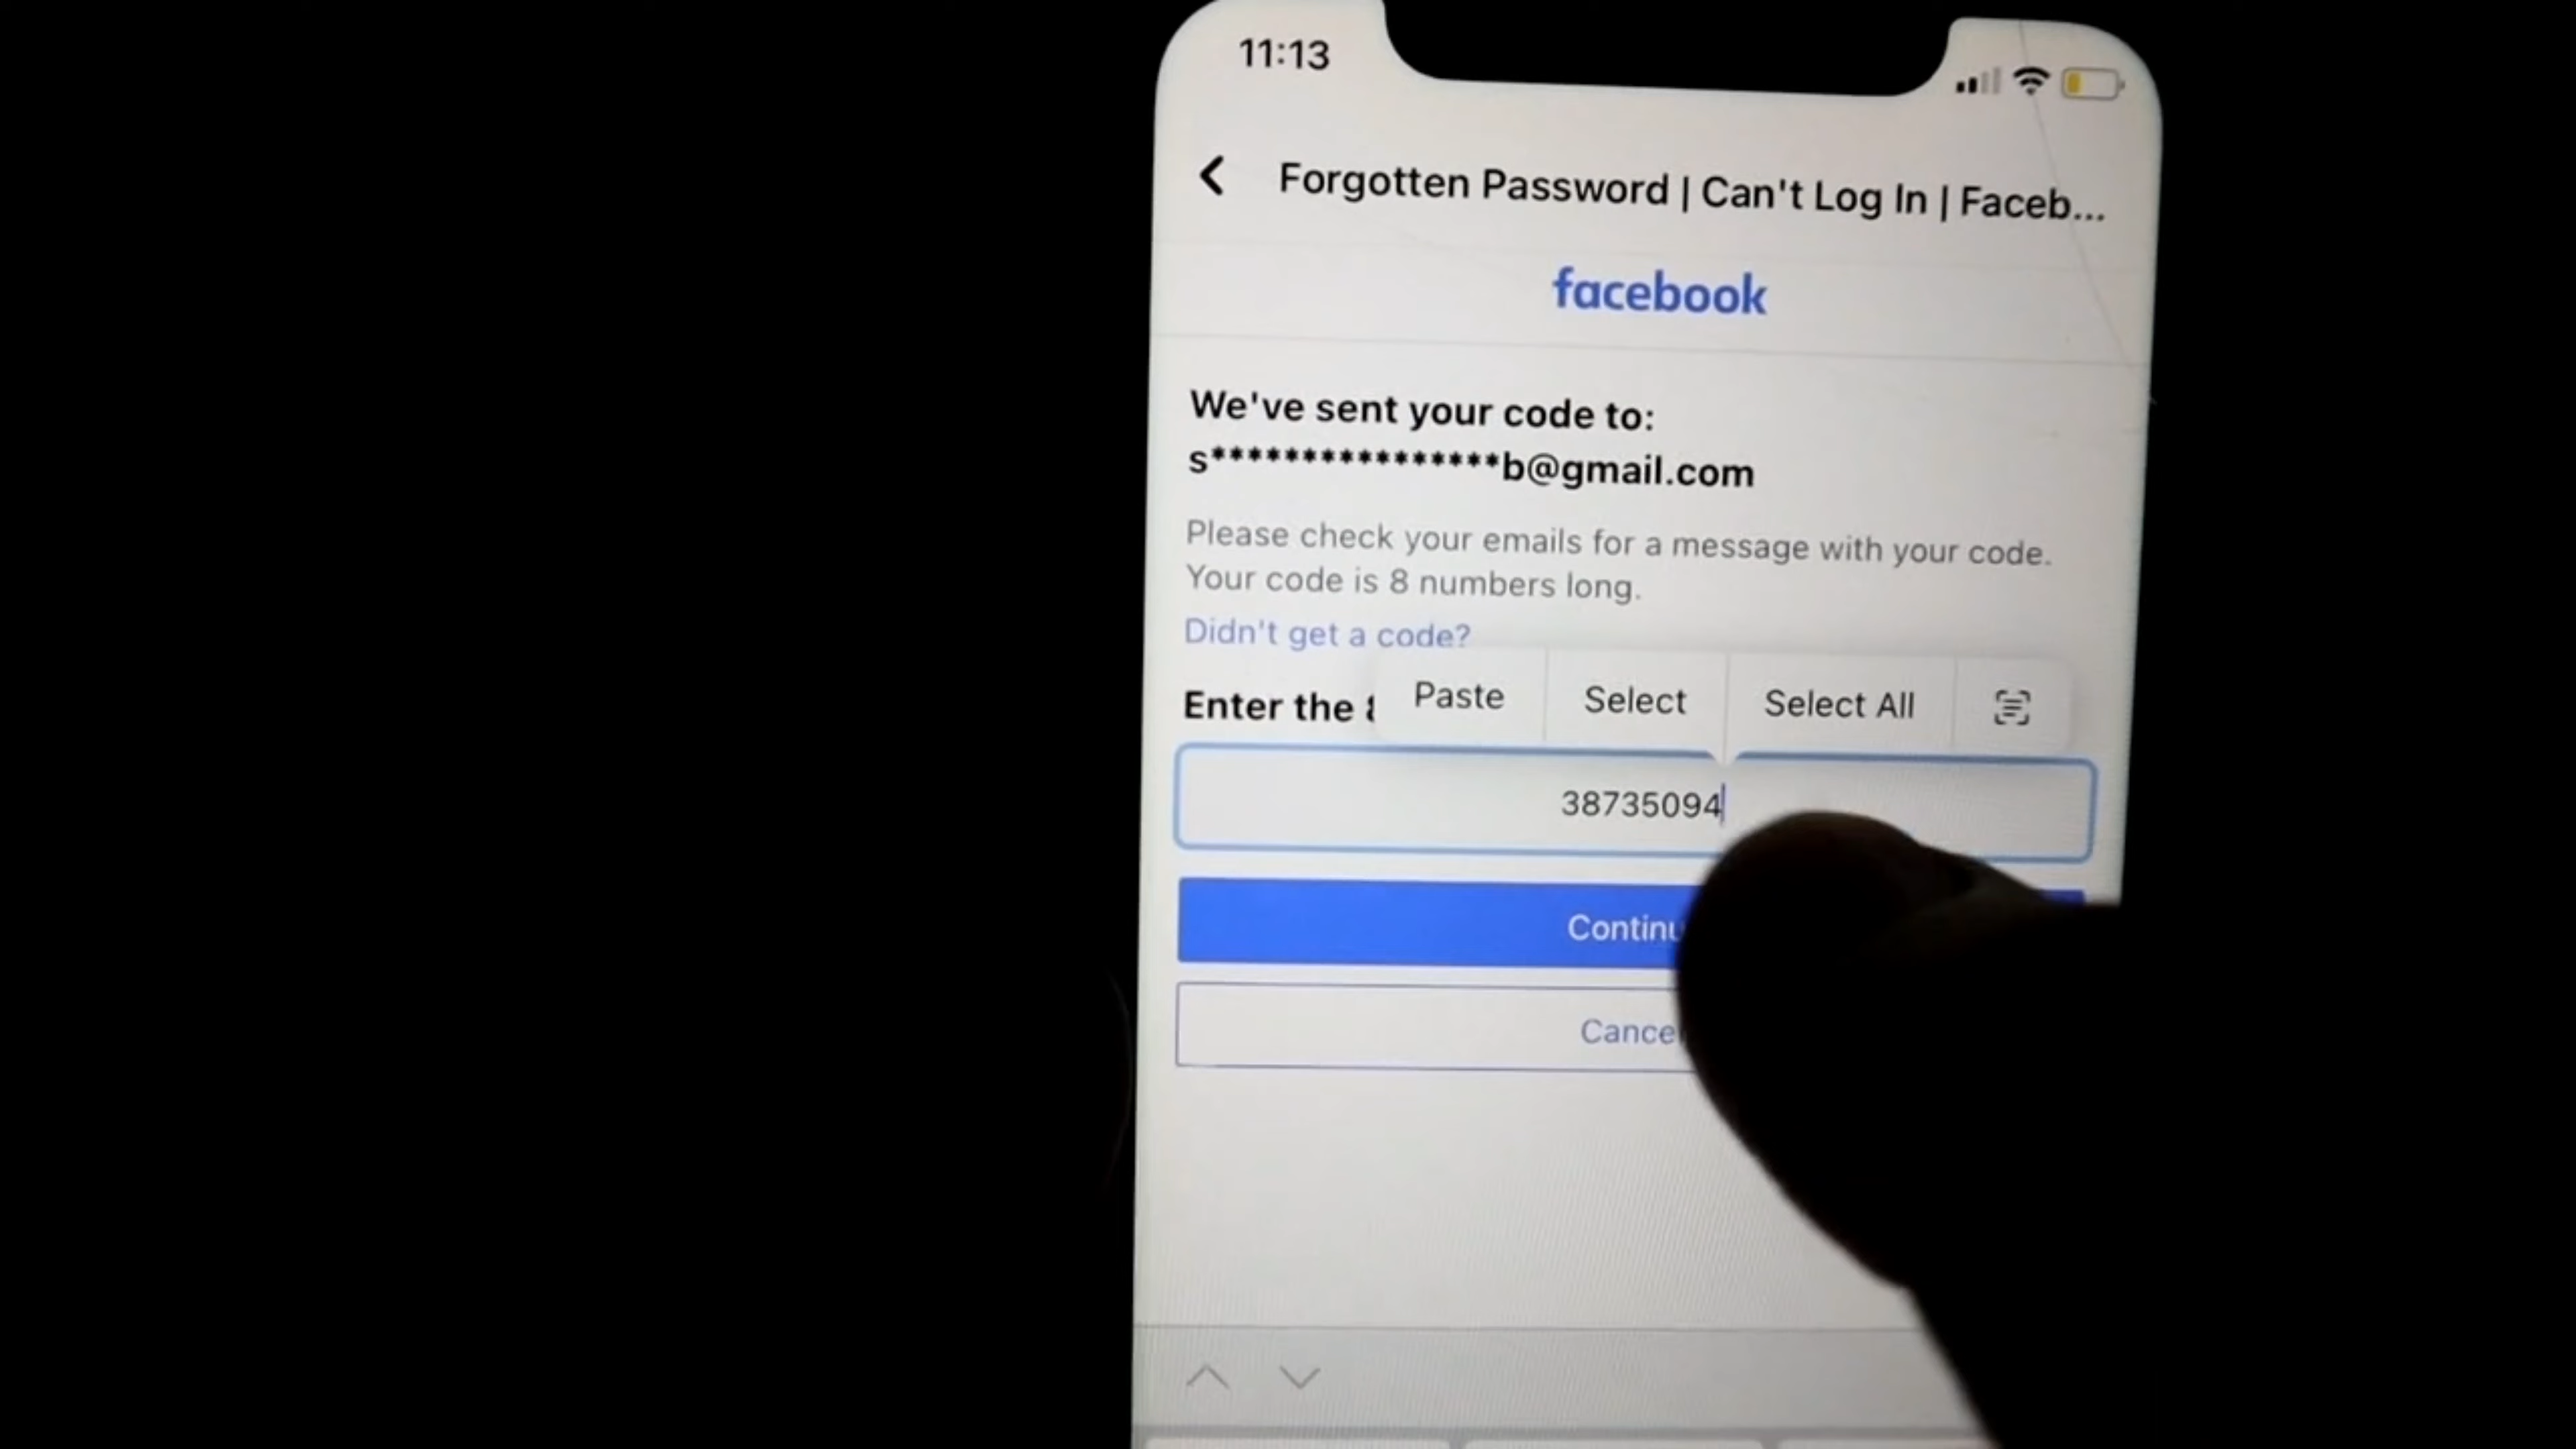 11:13
Forgotten Password | Can't Log In | Faceb...
facebook
We've sent your code to:
s****************b@gmail.com
Please check your emails for a message with your code.
Your code is 8 numbers long.
Didn't get a code?
Enter the
Paste Select Select All
38735094
Continu
Cancel